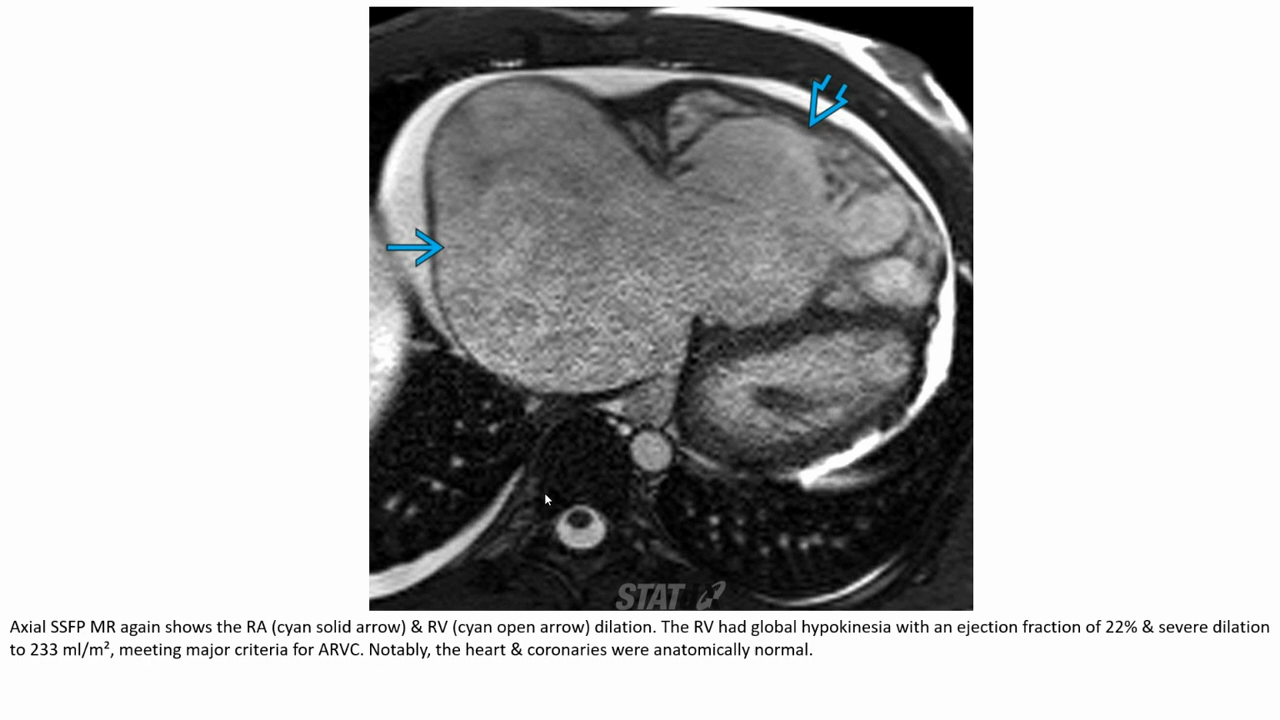 STAT
Axial SSFP MR again shows the RA (cyan solid arrow) & RV (cyan open arrow) dilation. The RV had global hypokinesia with an ejection fraction of 22% & severe dilation
to 233 ml/m², meeting major criteria for ARVC. Notably, the heart & coronaries were anatomically normal.